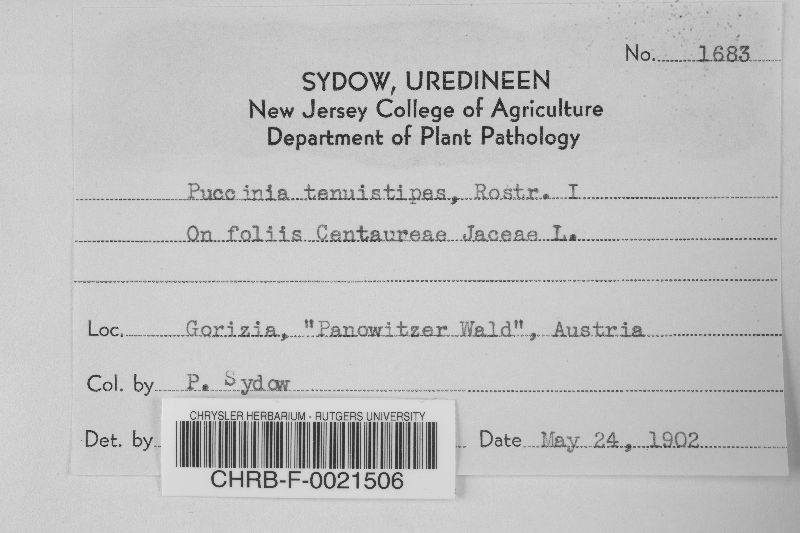 No. 1683
SYDOW, UREDINEEN
New Jersey College of Agriculture
Department of Plant Pathology
Puccinia tenuistipes, Rostr. I
On foliis Centaureae Jaceae L.
Loc. Gorizia, "Panowitzer Wald", Austria
Col. by P. Sydow
Det. by Date May 24, 1902
CHRYSLER HERBARIUM - RUTGERS UNIVERSITY
CHRB-F-0021506